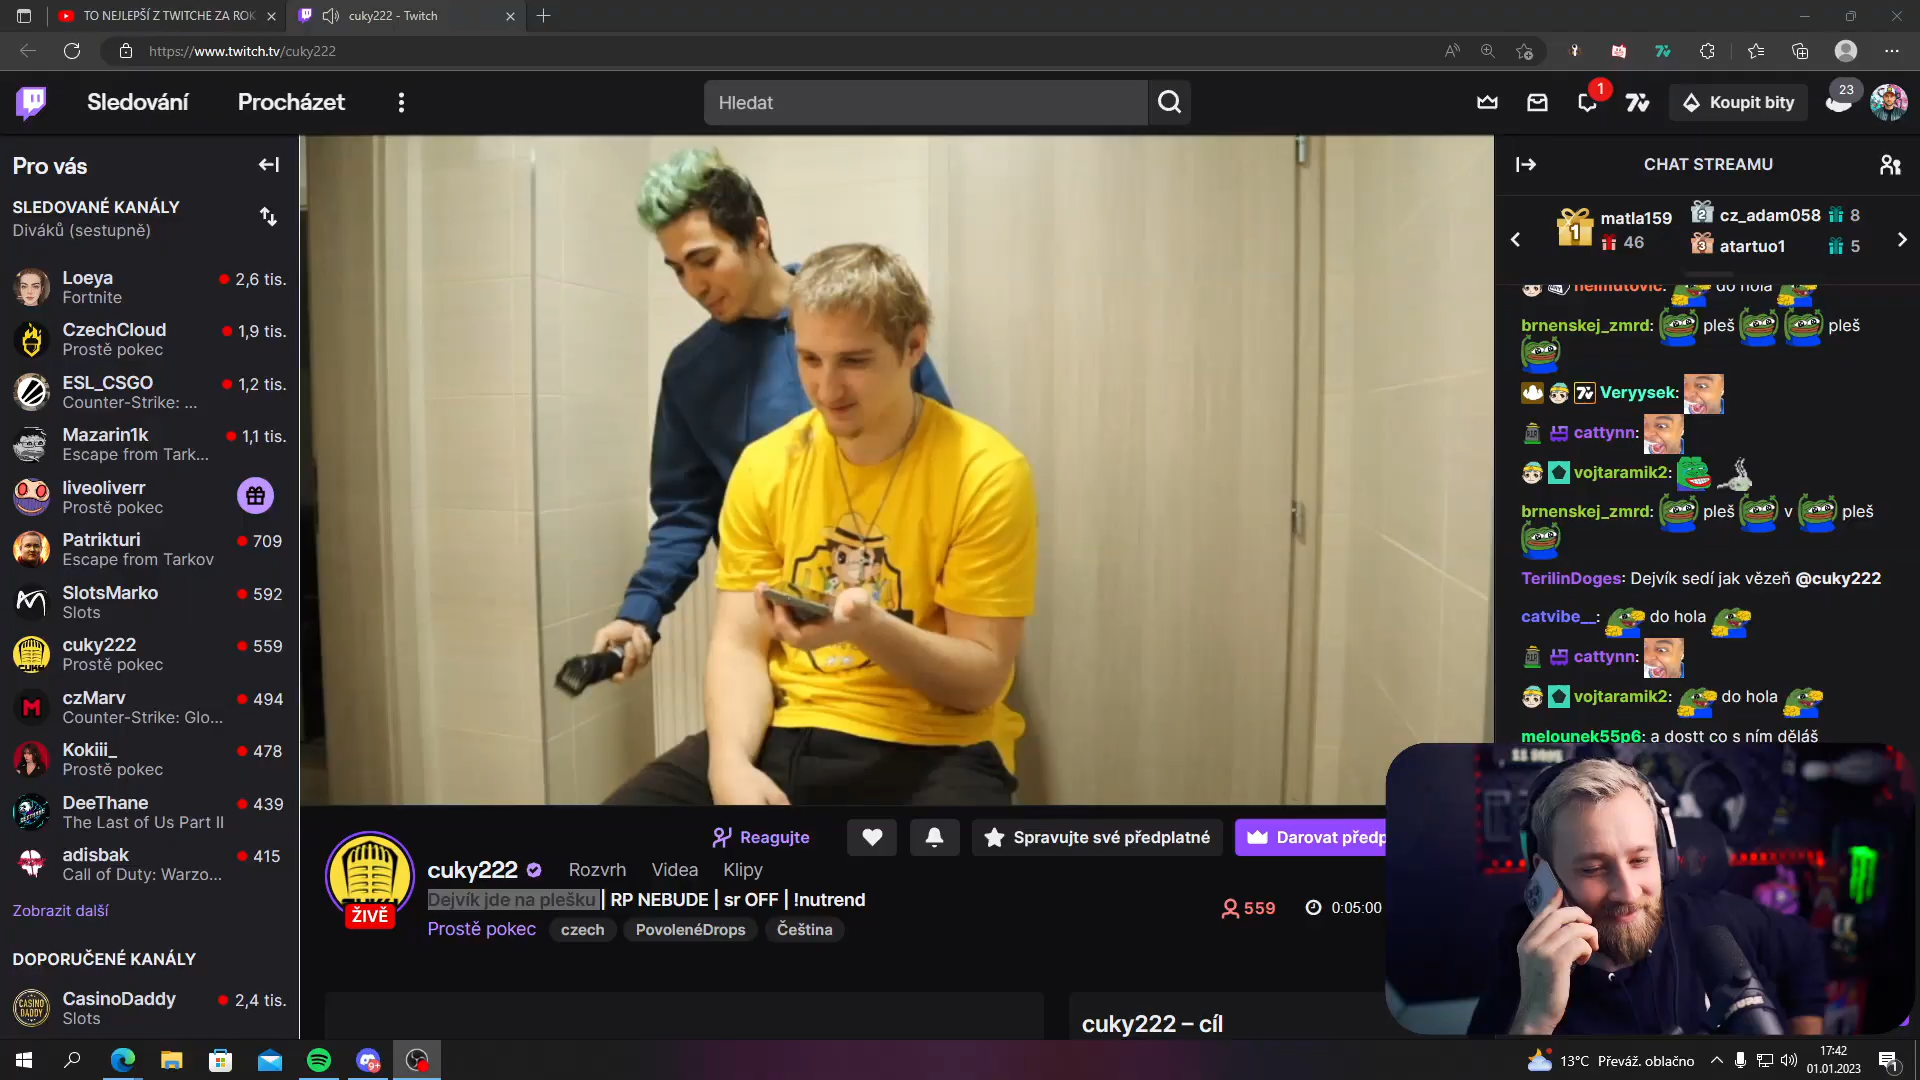 TO NEJLEPŠÍ Z TWITCHE ZA ROK
cuky222 - Twitch
https://www.twitch.tv/cuky222
Sledování
Procházet
Hledat
1
Koupit bity
23
Pro vás
SLEDOVANÉ KANÁLY
Diváků (sestupně)
Loeya
2,6 tis.
Fortnite
CzechCloud
1,9 tis.
Prostě pokec
ESL_CSGO
1,2 tis.
Counter-Strike: ...
Mazarin1k
1,1 tis.
Escape from Tark...
liveoliverr
Prostě pokec
Patrikturi
709
Escape from Tarkov
SlotsMarko
592
Slots
cuky222
559
Prostě pokec
czMarv
494
Counter-Strike: Glo...
Kokiii_
478
Prostě pokec
DeeThane
439
The Last of Us Part II
adisbak
415
Call of Duty: Warzo...
Zobrazit další
DOPORUČENÉ KANÁLY
CasinoDaddy
2,4 tis.
Slots
Reagujte
Spravujte své předplatné
Darovat předp
cuky222
Rozvrh
Videa
Klipy
ŽIVĚ
Dejvík jde na plešku | RP NEBUDE | sr OFF | !nutrend
Prostě pokec
czech
PovolenéDrops
Čeština
559
0:05:00
cuky222 – cíl
CHAT STREAMU
1
matla159
46
2
cz_adam058
8
3
atartuo1
5
helmutovic: do hola
brnenskej_zmrd: pleš pleš
Veryysek:
cattynn:
vojtaramik2:
brnenskej_zmrd: pleš v pleš
TerilinDoges: Dejvík sedí jak vězeň @cuky222
catvibe__: do hola
cattynn:
vojtaramik2: do hola
melounek55p6: a dostt co s ním děláš
13°C Převáž. oblačno
17:42
01.01.2023
1